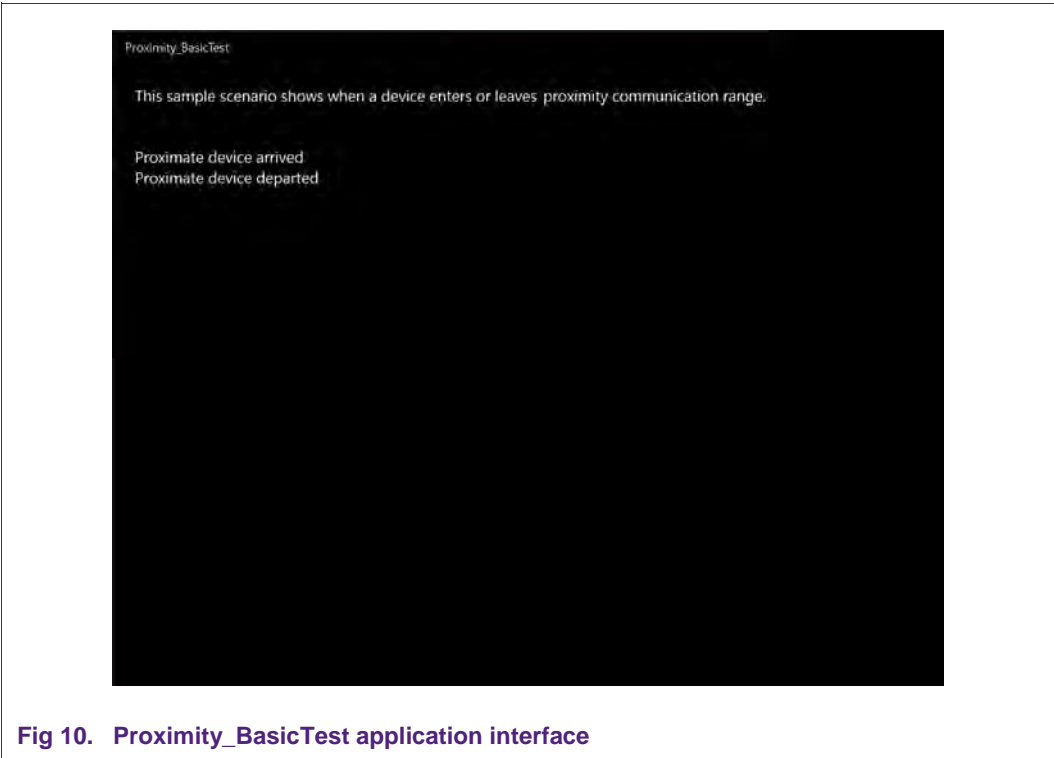 Proximity_BasicTest
This sample scenario shows when a device enters or leaves proximity communication range.
Proximate device arrived
Proximate device departed
Fig 10. Proximity_BasicTest application interface